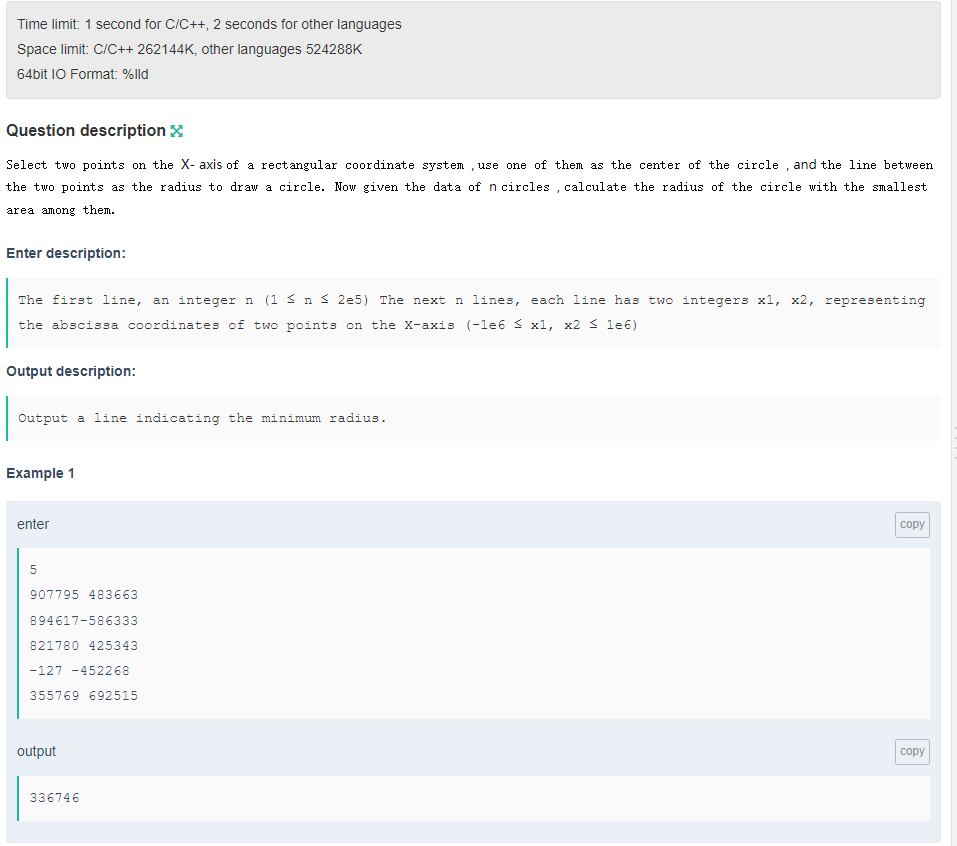 Time limit: 1 second for C/C++, 2 seconds for other languages
Space limit: C/C++ 262144K, other languages 524288K
64bit IO Format: %lld
Question description
Select two points on the X- axis of a rectangular coordinate system , use one of them as the center of the circle , and the line between
the two points as the radius to draw a circle. Now given the data of n circles , calculate the radius of the circle with the smallest
area among them.
Enter description:
The first line, an integer n (1 ≤ n ≤ 2e5) The next n lines, each line has two integers x1, x2, representing
the abscissa coordinates of two points on the X-axis (-1e6 ≤ x1, x2 ≤ 1e6)
Output description:
Output a line indicating the minimum radius.
Example 1
enter
copy
5
907795 483663
894617-586333
821780 425343
-127 -452268
355769 692515
output
copy
336746